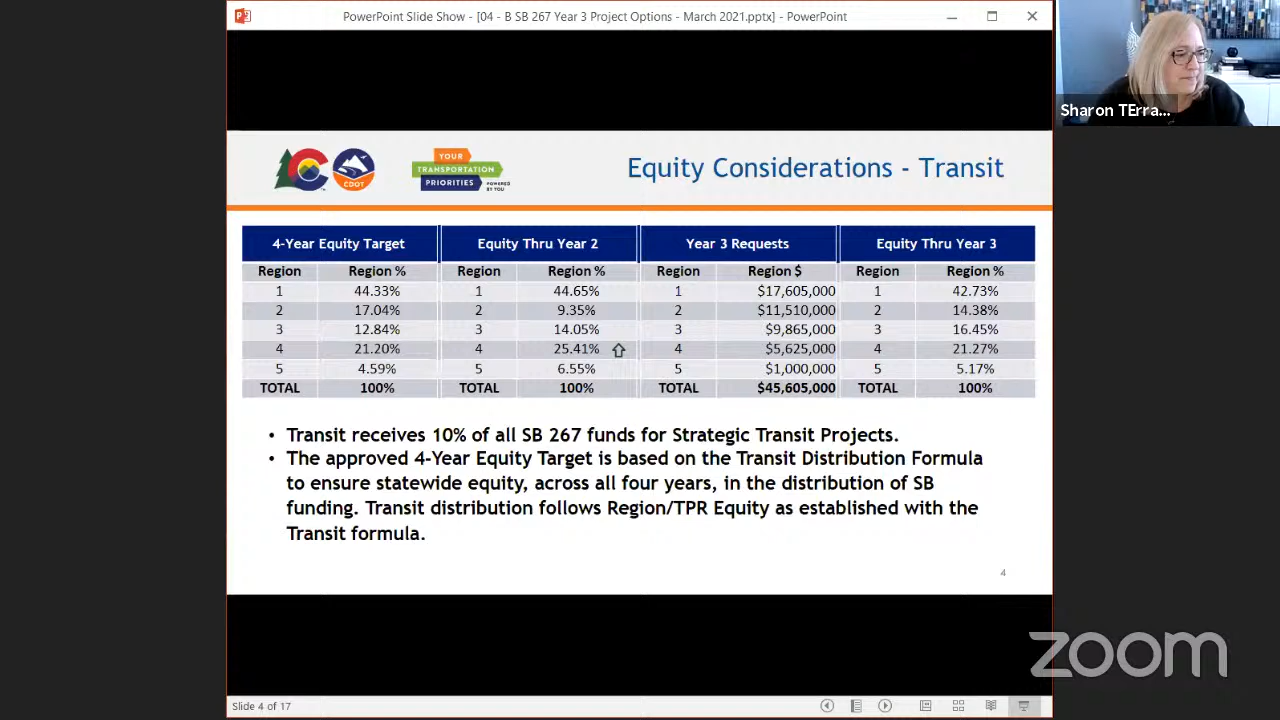 PowerPoint Slide Show - [04 - B SB 267 Year 3 Project Options - March 2021.pptx] - PowerPoint
Sharon TErra...
CDOT
YOUR
TRANSPORTATION
PRIORITIES
POWERED
BY YOU
Equity Considerations - Transit
4-Year Equity Target Equity Thru Year 2 Year 3 Requests Equity Thru Year 3
Region Region % Region Region % Region Region $ Region Region %
1 44.33% 1 44.65% 1 $17,605,000 1 42.73%
2 17.04% 2 9.35% 2 $11,510,000 2 14.38%
3 12.84% 3 14.05% 3 $9,865,000 3 16.45%
4 21.20% 4 25.41% 4 $5,625,000 4 21.27%
5 4.59% 5 6.55% 5 $1,000,000 5 5.17%
TOTAL 100% TOTAL 100% TOTAL $45,605,000 TOTAL 100%
• Transit receives 10% of all SB 267 funds for Strategic Transit Projects.
• The approved 4-Year Equity Target is based on the Transit Distribution Formula
to ensure statewide equity, across all four years, in the distribution of SB
funding. Transit distribution follows Region/TPR Equity as established with the
Transit formula.
4
zoom
Slide 4 of 17